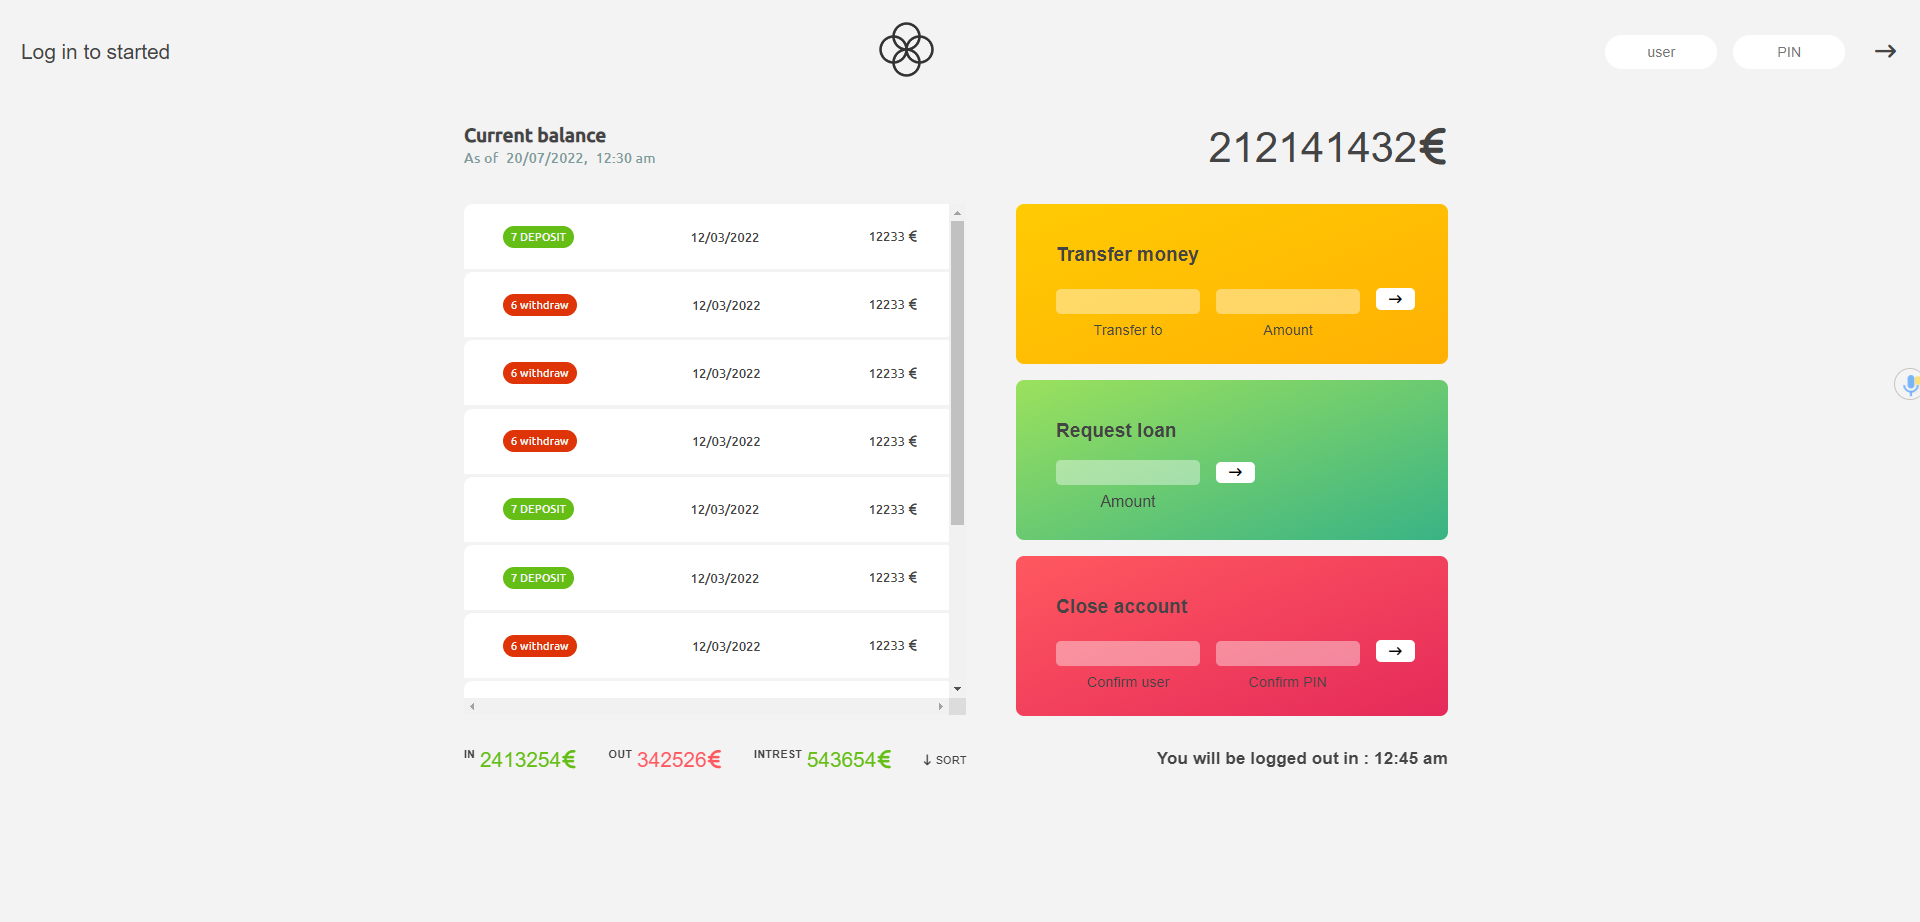 Log in to started
user PIN →
Current balance
As of 20/07/2022, 12:30 am
212141432€
7 DEPOSIT 12/03/2022 12233 €
6 withdraw 12/03/2022 12233 €
6 withdraw 12/03/2022 12233 €
6 withdraw 12/03/2022 12233 €
7 DEPOSIT 12/03/2022 12233 €
7 DEPOSIT 12/03/2022 12233 €
6 withdraw 12/03/2022 12233 €
IN 2413254€ OUT 342526€ INTREST 543654€ ↓ SORT
Transfer money
→
Transfer to Amount
Request loan
→
Amount
Close account
→
Confirm user Confirm PIN
You will be logged out in : 12:45 am